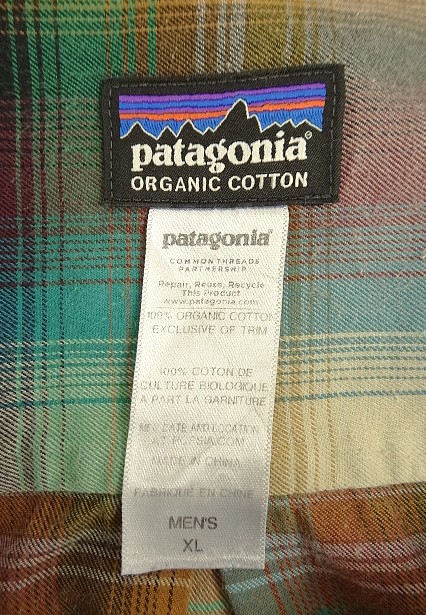 patagonia®
ORGANIC COTTON
patagonia®
COMMON THREADS
PARTNERSHIP
Repair, Reuse, Recycle
This Product
www.patagonia.com
100% ORGANIC COTTON
EXCLUSIVE OF TRIM
100% COTON DE
CULTURE BIOLOGIQUE
A PART LA GARNITURE
DATE AND LOCATION
AT
MADE IN CHINA
FABRIQUÉ EN CHINE
MEN'S
XL